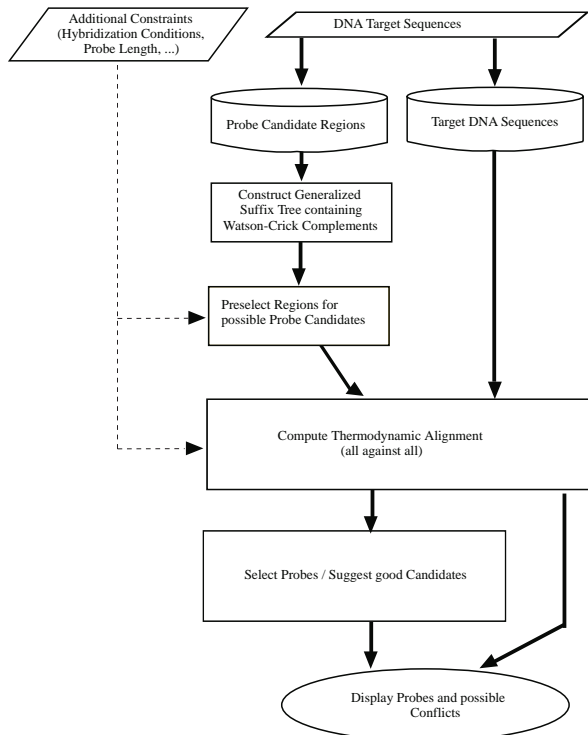 Additional Constraints
(Hybridization Conditions,
Probe Length, ...)
DNA Target Sequences
Probe Candidate Regions
Target DNA Sequences
Construct Generalized
Suffix Tree containing
Watson-Crick Complements
Preselect Regions for
possible Probe Candidates
Compute Thermodynamic Alignment
(all against all)
Select Probes / Suggest good Candidates
Display Probes and possible
Conflicts